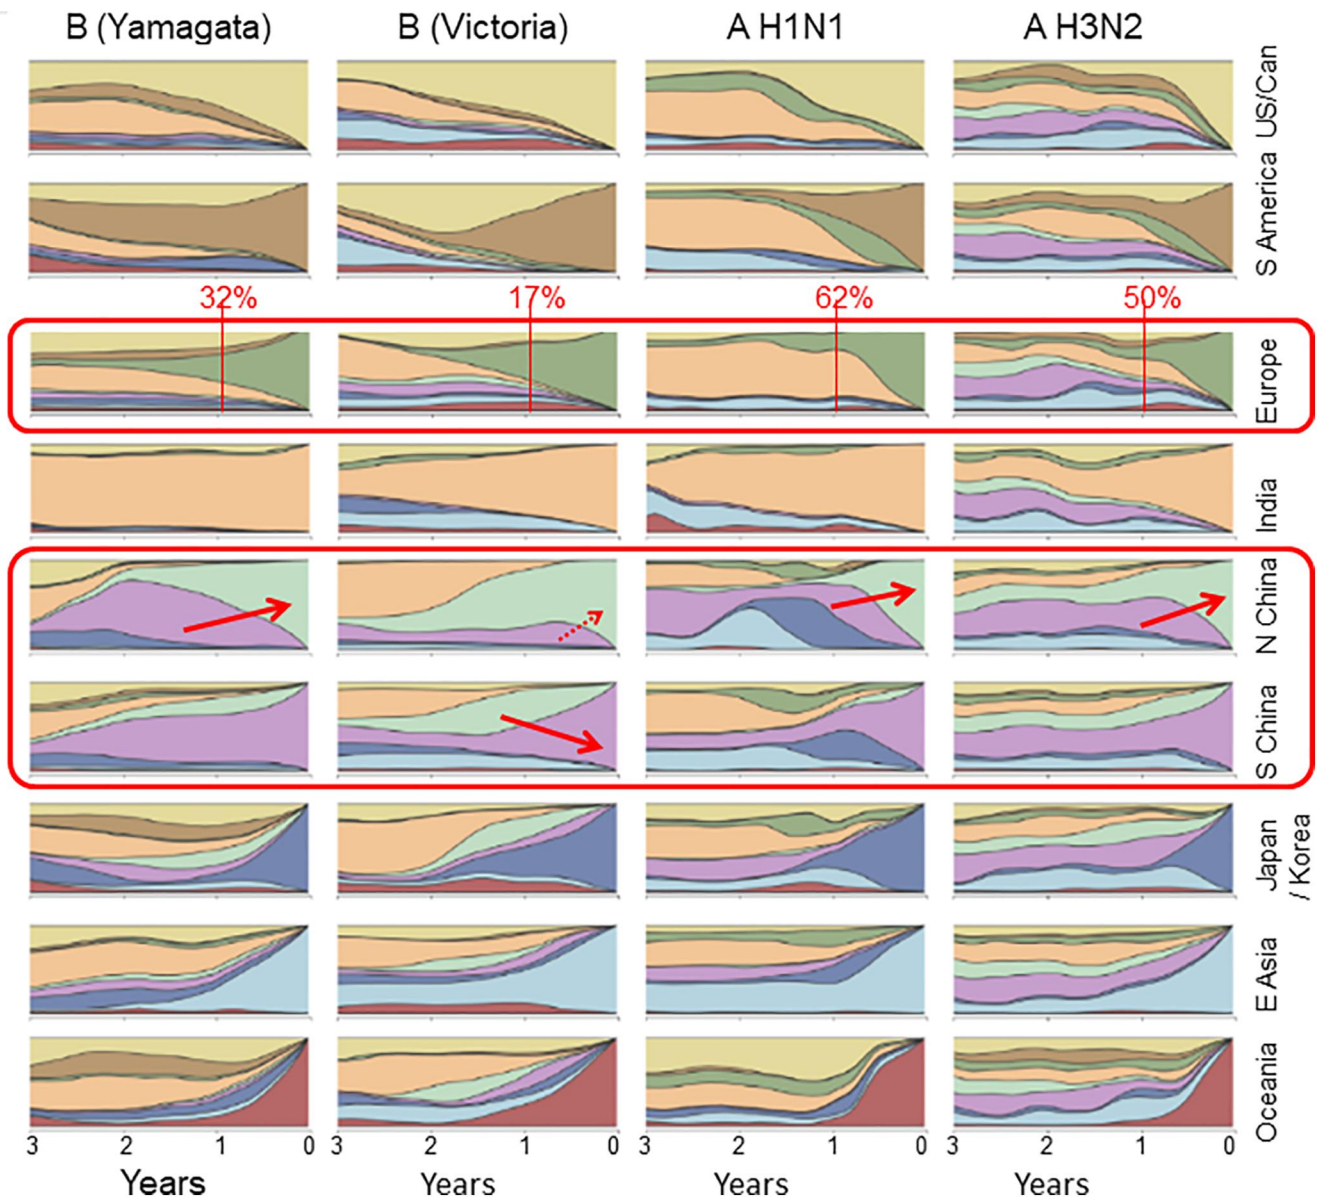 B (Yamagata) B (Victoria) A H1N1 A H3N2
US/Can
S America
32% 17% 62% 50%
Europe
India
N China
S China
Japan
/ Korea
E Asia
Oceania
3 2 1 0 3 2 1 0 3 2 1 0 3 2 1 0
Years Years Years Years